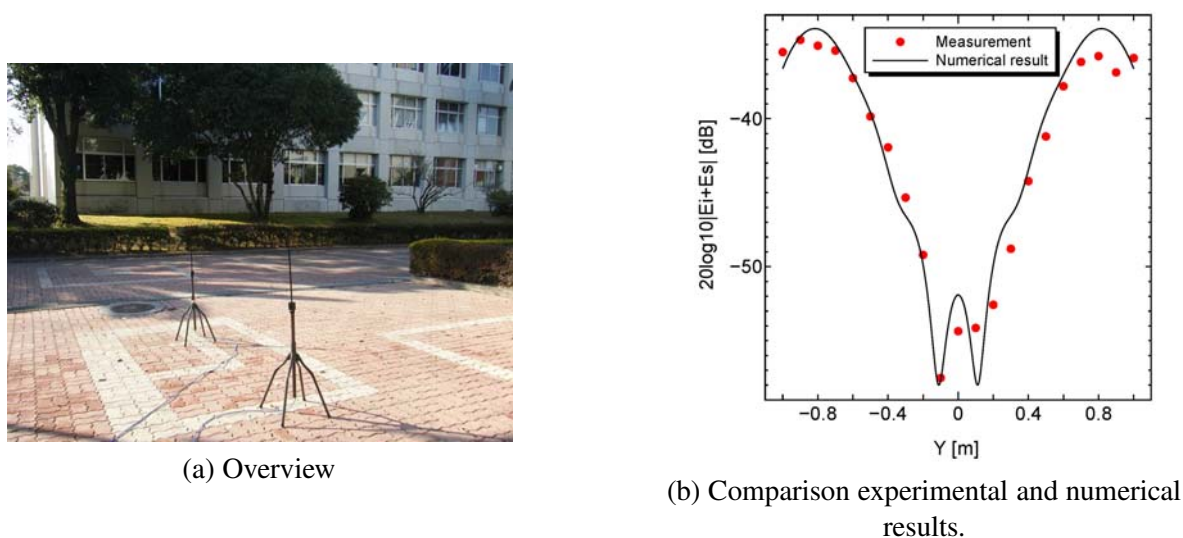 Measurement
Numerical result
20log10|Ei+Es| [dB]
−40
−50
−0.8 −0.4 0 0.4 0.8
Y [m]
(a) Overview
(b) Comparison experimental and numerical
results.